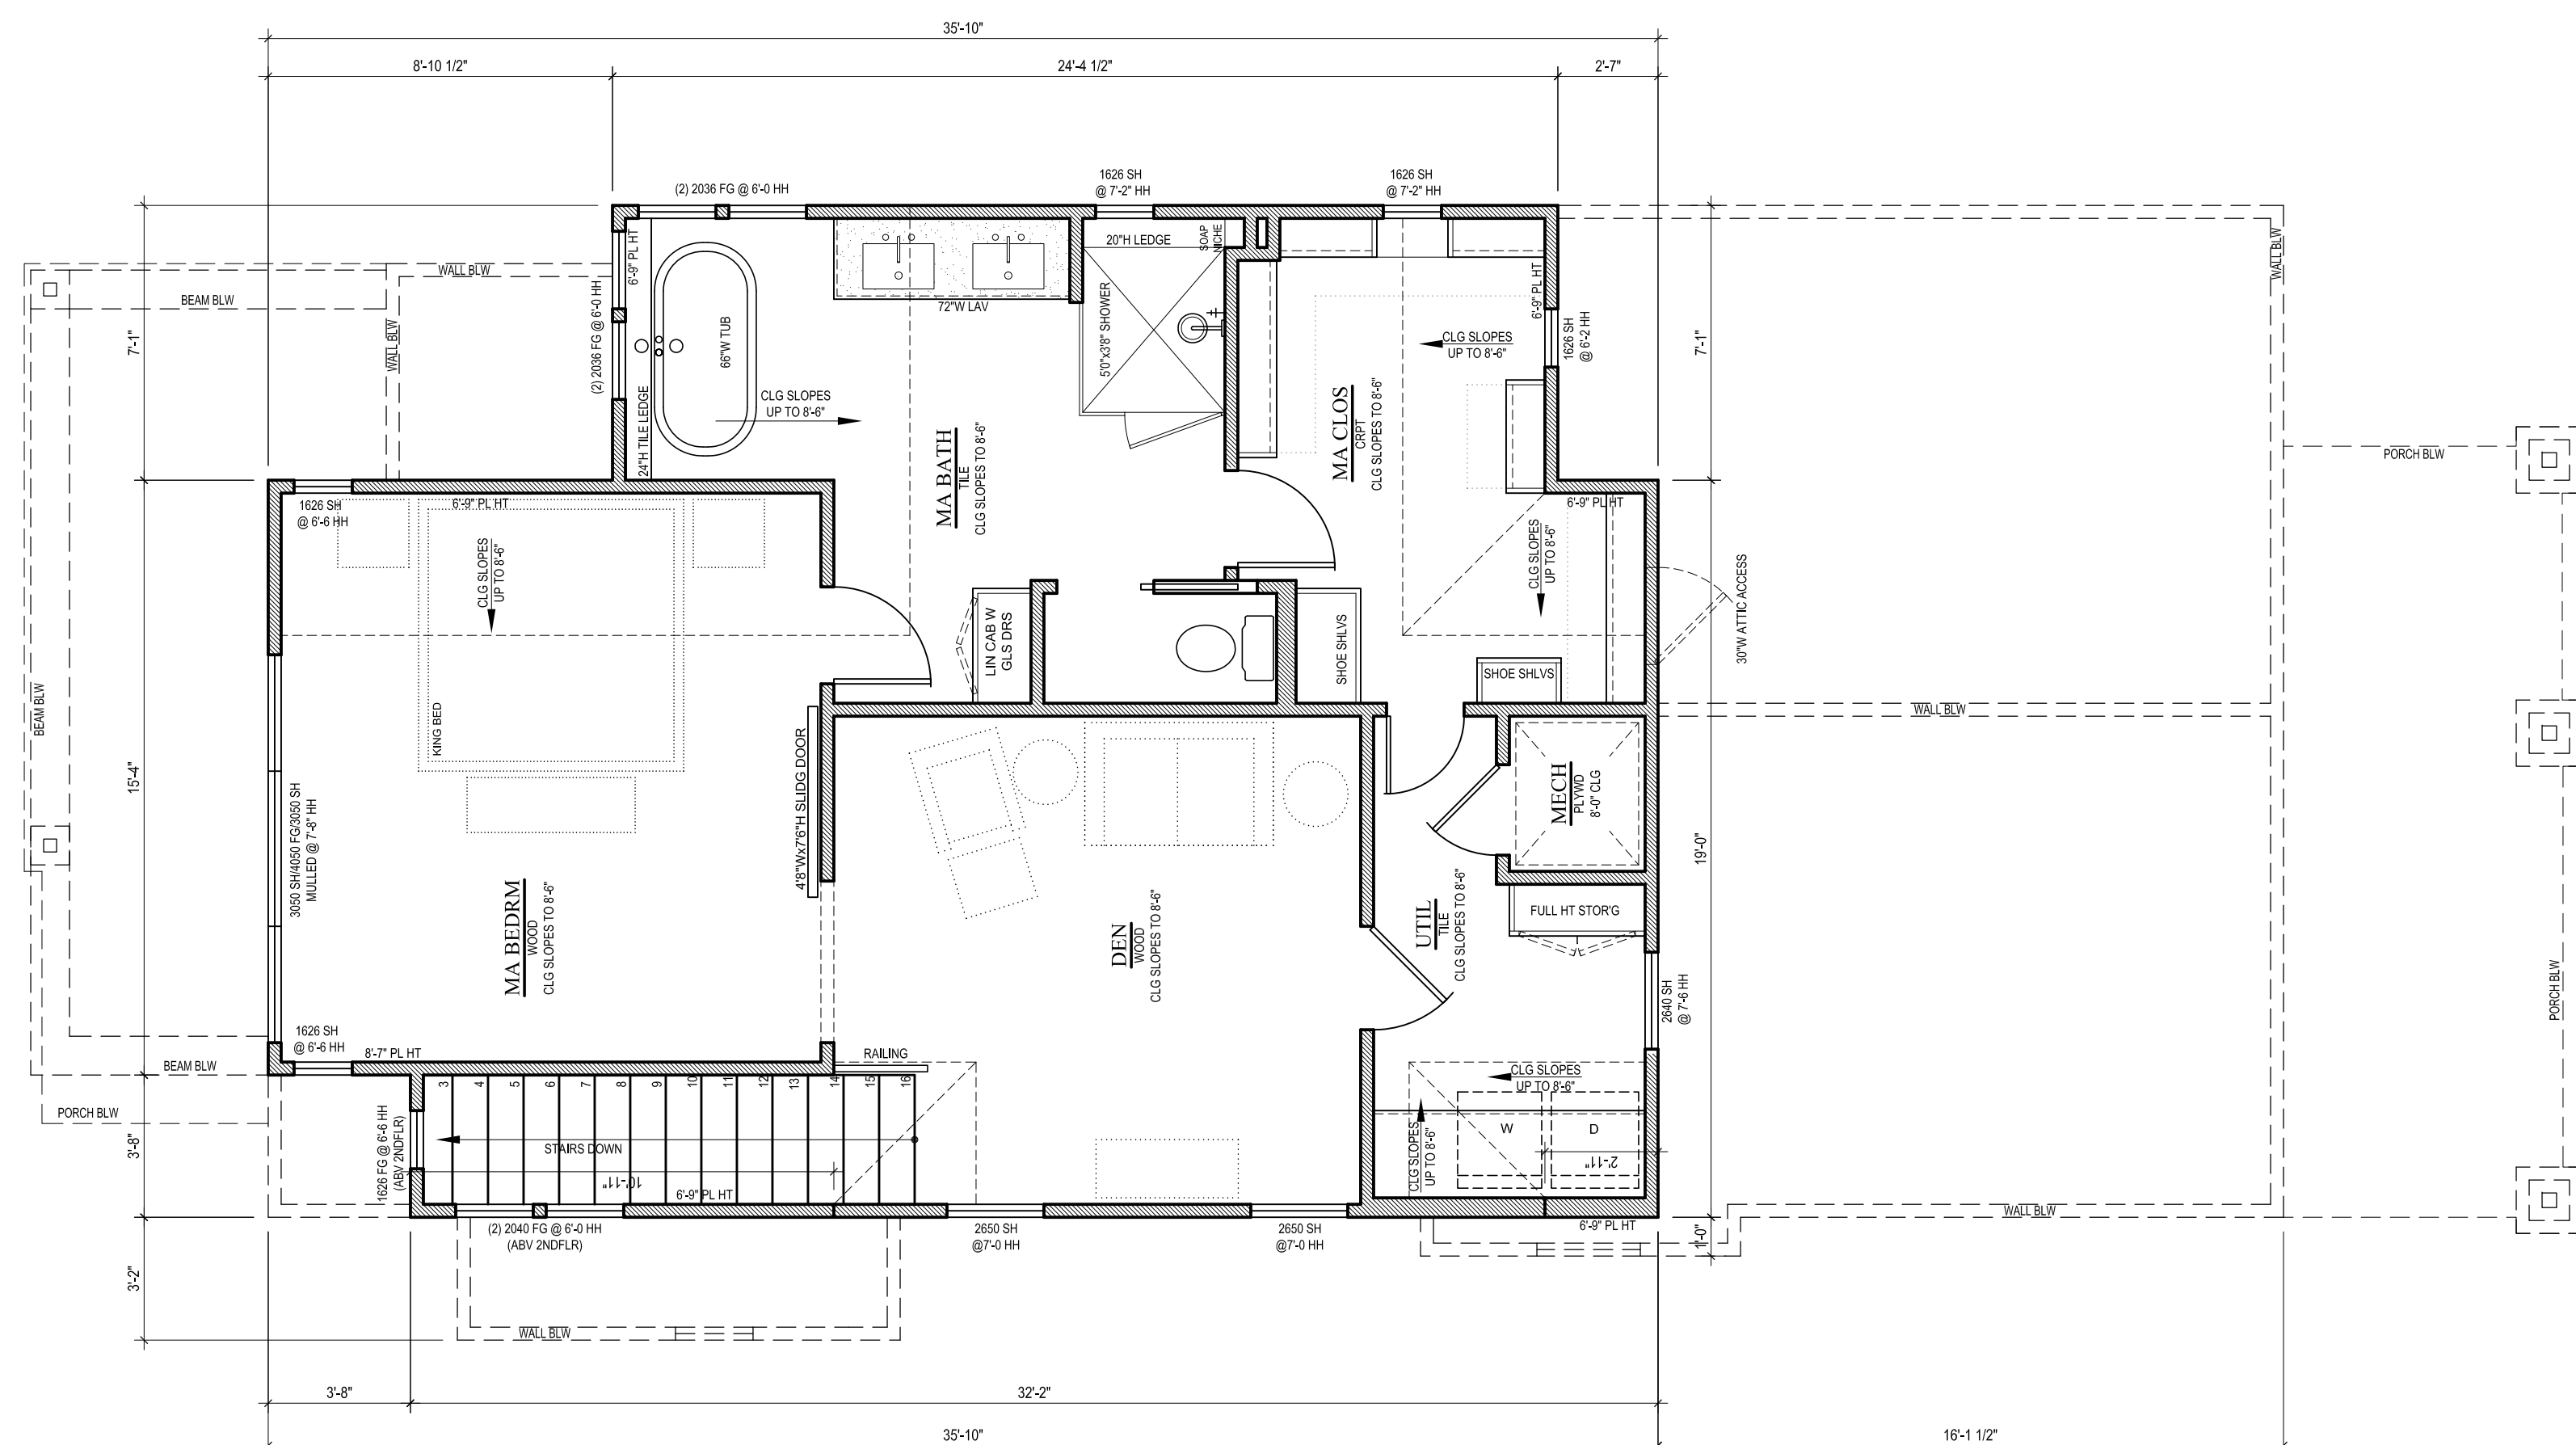 35'-10"
8'-10 1/2"
24'-4 1/2"
2'-7"
(2) 2036 FG @ 6'-0 HH
1626 SH
@ 7'-2" HH
1626 SH
@ 7'-2" HH
WALL BLW
BEAM BLW
WALL BLW
7'-1"
(2) 2036 FG @ 6'-0 HH
6'-9" PL HT
24"H TILE LEDGE
66"W TUB
CLG SLOPES
UP TO 8'-6"
72"W LAV
MA BATH
TILE
CLG SLOPES TO 8'-6"
20"H LEDGE
SOAP
NICHE
5'0"x3'8" SHOWER
MA CLOS
CRPT
CLG SLOPES TO 8'-6"
CLG SLOPES
UP TO 8'-6"
6'-9" PL HT
1626 SH
@ 6'-2 HH
7'-1"
WALL BLW
PORCH BLW
1626 SH
@ 6'-6 HH
6'-9" PL HT
CLG SLOPES
UP TO 8'-6"
KING BED
LIN CAB W
GLS DRS
SHOE SHLVS
SHOE SHLVS
CLG SLOPES
UP TO 8'-6"
6'-9" PL HT
30"W ATTIC ACCESS
WALL BLW
BEAM BLW
15'-4"
3050 SH/4050 FG/3050 SH
MULLED @ 7'-8" HH
MA BEDRM
WOOD
CLG SLOPES TO 8'-6"
4'8"Wx7'6"H SLIDG DOOR
DEN
WOOD
CLG SLOPES TO 8'-6"
MECH
PLYWD
8'-0" CLG
UTIL
TILE
CLG SLOPES TO 8'-6"
FULL HT STOR'G
19'-0"
2640 SH
@ 7'-6 HH
PORCH BLW
1626 SH
@ 6'-6 HH
8'-7" PL HT
RAILING
BEAM BLW
PORCH BLW
3'-8"
1626 FG @ 6'-6 HH
(ABV 2NDFLR)
3
4
5
6
7
8
9
10
11
12
13
14
15
16
STAIRS DOWN
10'-11"
6'-9" PL HT
CLG SLOPES
UP TO 8'-6"
CLG SLOPES
UP TO 8'-6"
W
D
2'-11"
6'-9" PL HT
1'-0"
WALL BLW
(2) 2040 FG @ 6'-0 HH
(ABV 2NDFLR)
2650 SH
@7'-0 HH
2650 SH
@7'-0 HH
3'-2"
WALL BLW
3'-8"
32'-2"
35'-10"
16'-1 1/2"